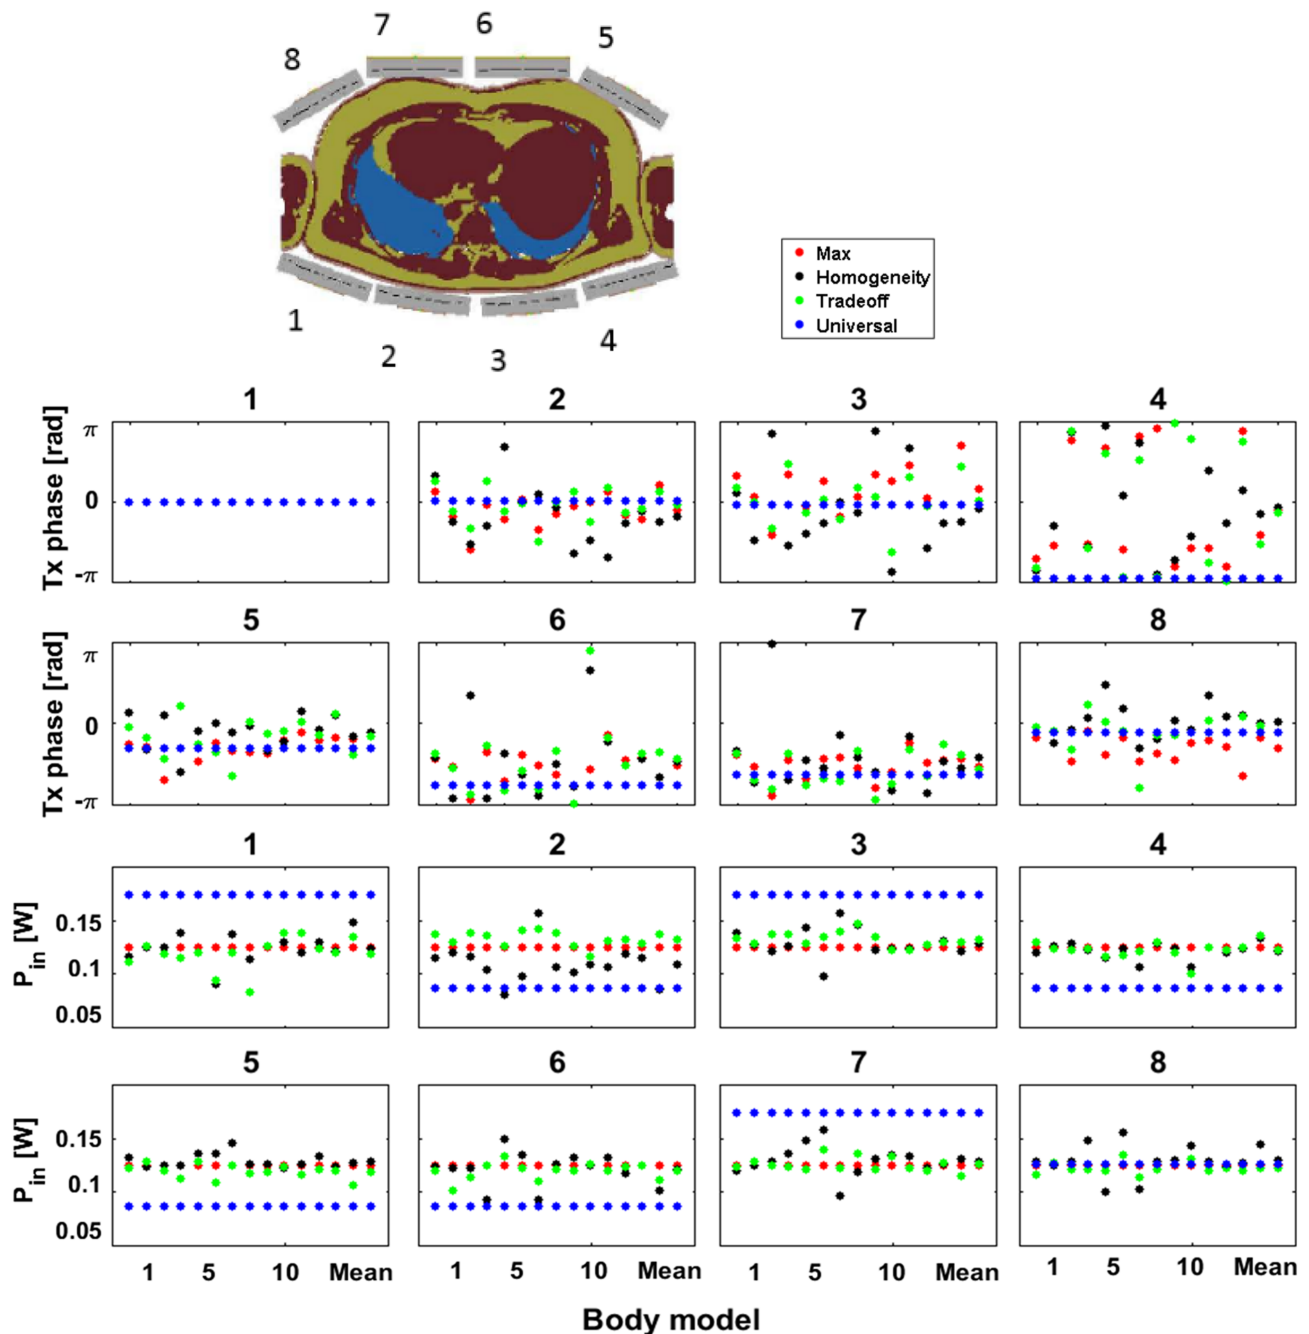 7 6
8 5
1 4
2 3
Max
Homogeneity
Tradeoff
Universal
1 2 3 4
Tx phase [rad]
π π
0 0
-π -π
5 6 7 8
Tx phase [rad]
π π
0 0
-π -π
1 2 3 4
P_in [W]
0.15 0.15
0.1 0.1
0.05 0.05
5 6 7 8
P_in [W]
1 5 10 Mean 1 5 10 Mean 1 5 10 Mean 1 5 10 Mean
Body model